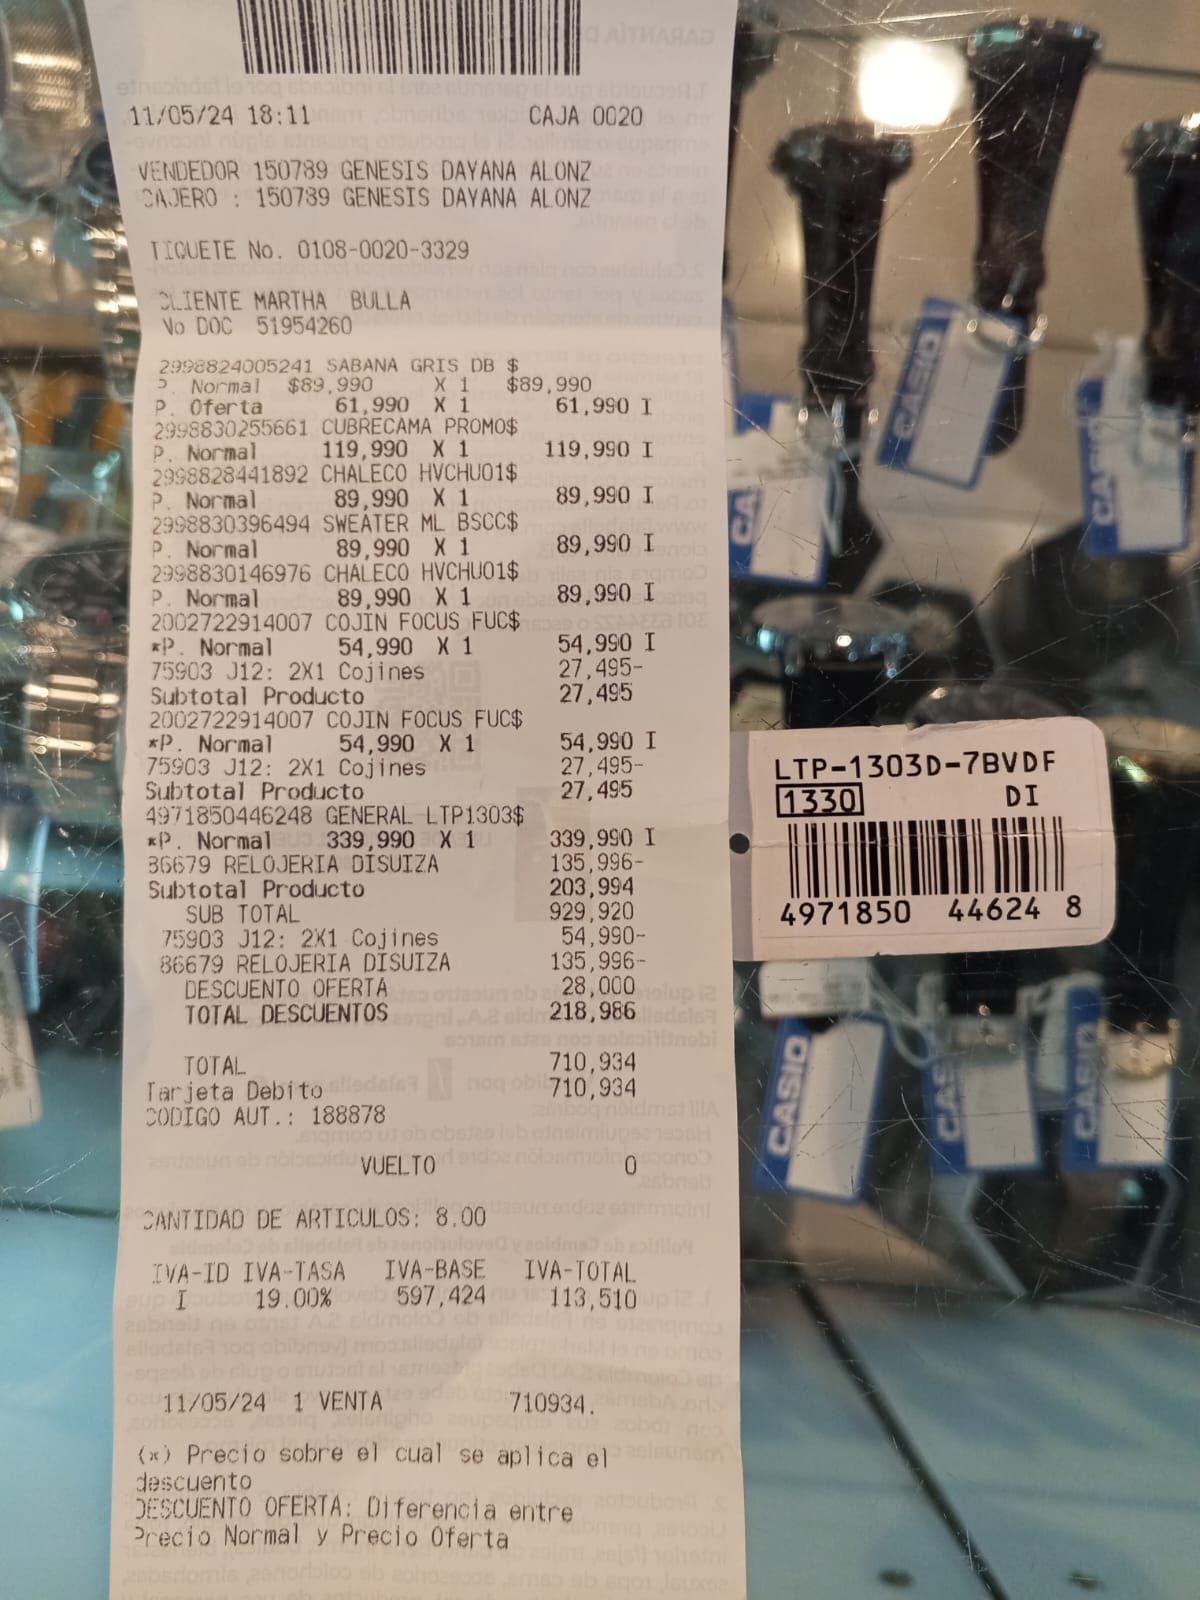 11/05/24 18:11 CAJA 0020
VENDEDOR 150789 GENESIS DAYANA ALONZ
CAJERO : 150789 GENESIS DAYANA ALONZ
TIQUETE No. 0108-0020-3329
CLIENTE MARTHA BULLA
No DOC 51954260
2998824005241 SABANA GRIS DB $
P. Normal $89,990 X 1 $89,990
P. Oferta 61,990 X 1 61,990 I
2998830255661 CUBRECAMA PROMO$
P. Normal 119,990 X 1 119,990 I
2998828441892 CHALECO HVCHU01$
P. Normal 89,990 X 1 89,990 I
2998830396494 SWEATER ML BSCC$
P. Normal 89,990 X 1 89,990 I
2998830146976 CHALECO HVCHU01$
P. Normal 89,990 X 1 89,990 I
2002722914007 COJIN FOCUS FUC$
*P. Normal 54,990 X 1 54,990 I
75903 J12: 2X1 Cojines 27,495-
Subtotal Producto 27,495
2002722914007 COJIN FOCUS FUC$
*P. Normal 54,990 X 1 54,990 I
75903 J12: 2X1 Cojines 27,495-
Subtotal Producto 27,495
4971850446248 GENERAL LTP1303$
*P. Normal 339,990 X 1 339,990 I
86679 RELOJERIA DISUIZA 135,996-
Subtotal Producto 203,994
SUB TOTAL 929,920
75903 J12: 2X1 Cojines 54,990-
86679 RELOJERIA DISUIZA 135,996-
DESCUENTO OFERTA 28,000
TOTAL DESCUENTOS 218,986
TOTAL 710,934
Tarjeta Debito 710,934
CODIGO AUT.: 188878
VUELTO 0
CANTIDAD DE ARTICULOS: 8.00
IVA-ID IVA-TASA IVA-BASE IVA-TOTAL
I 19.00% 597,424 113,510
11/05/24 1 VENTA 710934.
(*) Precio sobre el cual se aplica el
descuento
DESCUENTO OFERTA: Diferencia entre
Precio Normal y Precio Oferta
CASIO
CASIO
CASIO
LTP-1303D-7BVDF
1330 DI
4971850 44624 8
CASIO
CASIO
CASIO